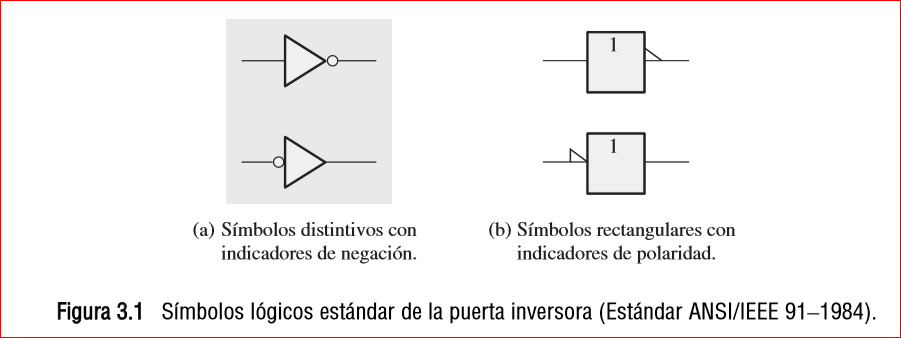 1
1
(a) Símbolos distintivos con
indicadores de negación.
(b) Símbolos rectangulares con
indicadores de polaridad.
Figura 3.1 Símbolos lógicos estándar de la puerta inversora (Estándar ANSI/IEEE 91–1984).